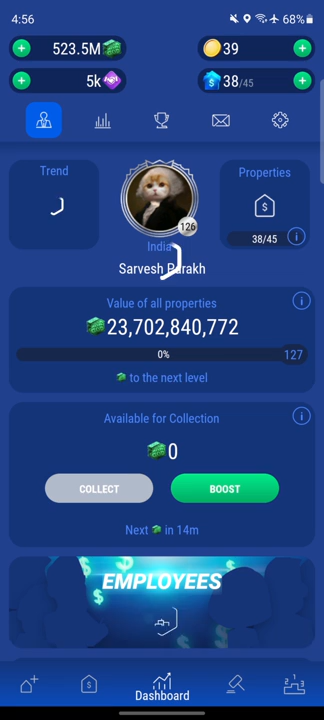 4:56
68%
523.5M
39
5k
38/45
Trend
Properties
126
38/45
India
Sarvesh Parakh
Value of all properties
23,702,840,772
0%
127
to the next level
Available for Collection
0
COLLECT
BOOST
Next in 14m
EMPLOYEES
Dashboard